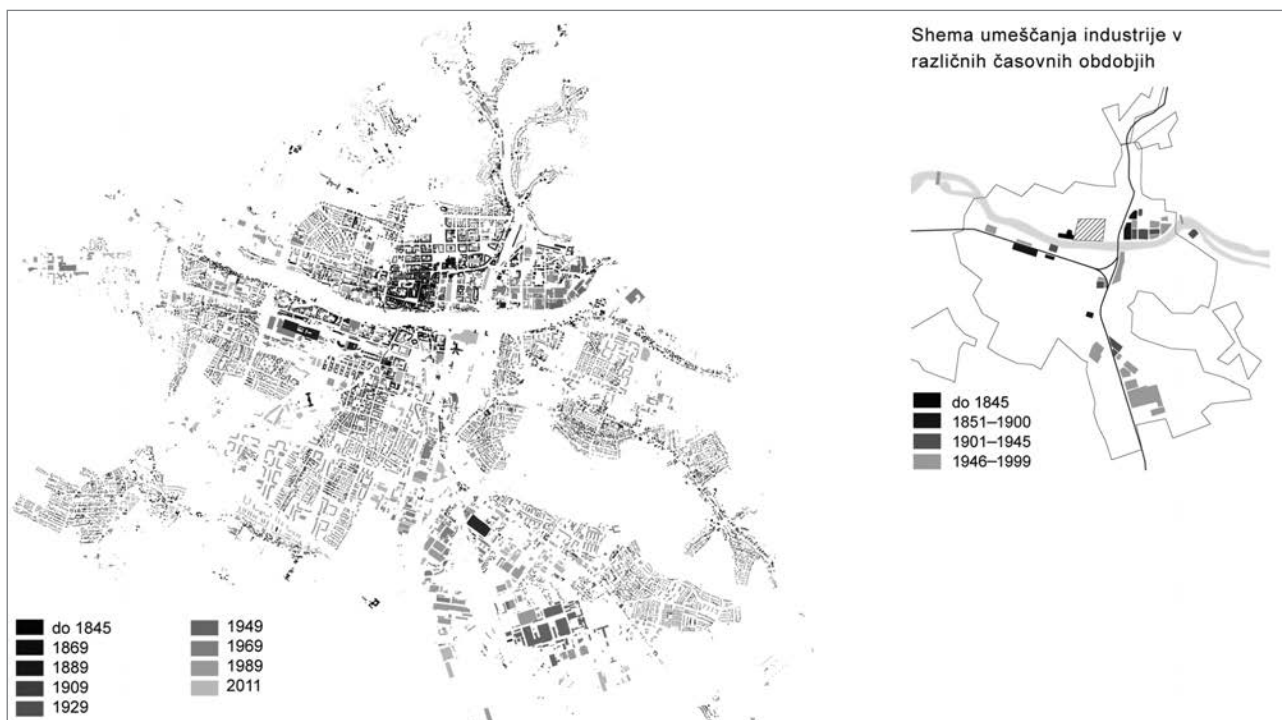 Shema umeščanja industrije v
različnih časovnih obdobjih
do 1845
1851–1900
1901–1945
1946–1999
do 1845
1869
1889
1909
1929
1949
1969
1989
2011